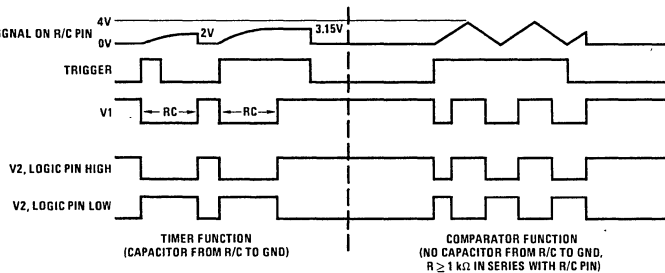 4V
SIGNAL ON R/C PIN
2V
3.15V
0V
TRIGGER
V1
RC
RC
V2, LOGIC PIN HIGH
V2, LOGIC PIN LOW
TIMER FUNCTION
(CAPACITOR FROM R/C TO GND)
COMPARATOR FUNCTION
(NO CAPACITOR FROM R/C TO GND,
R ≥ 1 kΩ IN SERIES WITH R/C PIN)